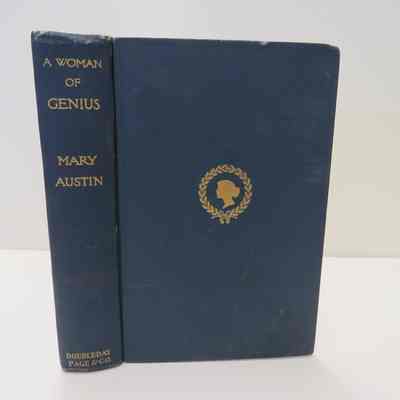 A WOMAN
OF
GENIUS
MARY
AUSTIN
DOUBLEDAY
PAGE & CO.